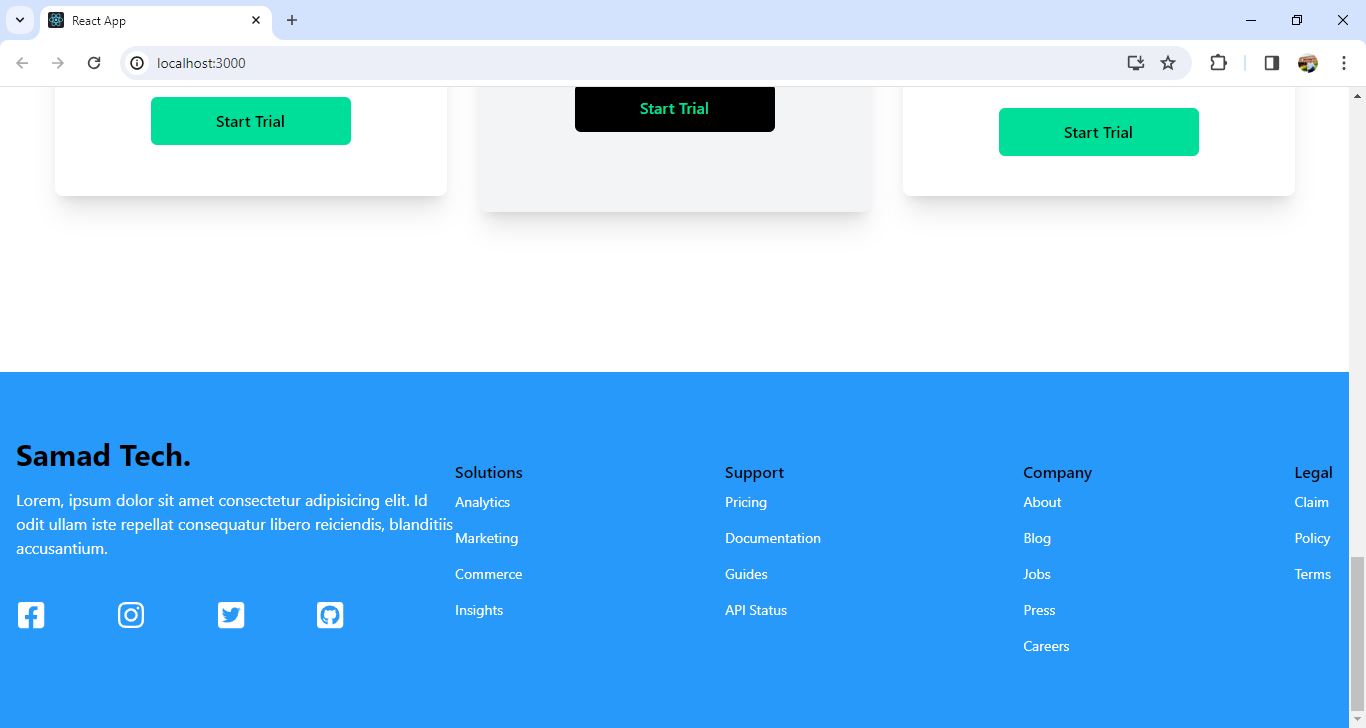 React App
localhost:3000
Start Trial
Start Trial
Start Trial
Samad Tech.
Lorem, ipsum dolor sit amet consectetur adipisicing elit. Id
odit ullam iste repellat consequatur libero reiciendis, blanditiis
accusantium.
Solutions
Analytics
Marketing
Commerce
Insights
Support
Pricing
Documentation
Guides
API Status
Company
About
Blog
Jobs
Press
Careers
Legal
Claim
Policy
Terms